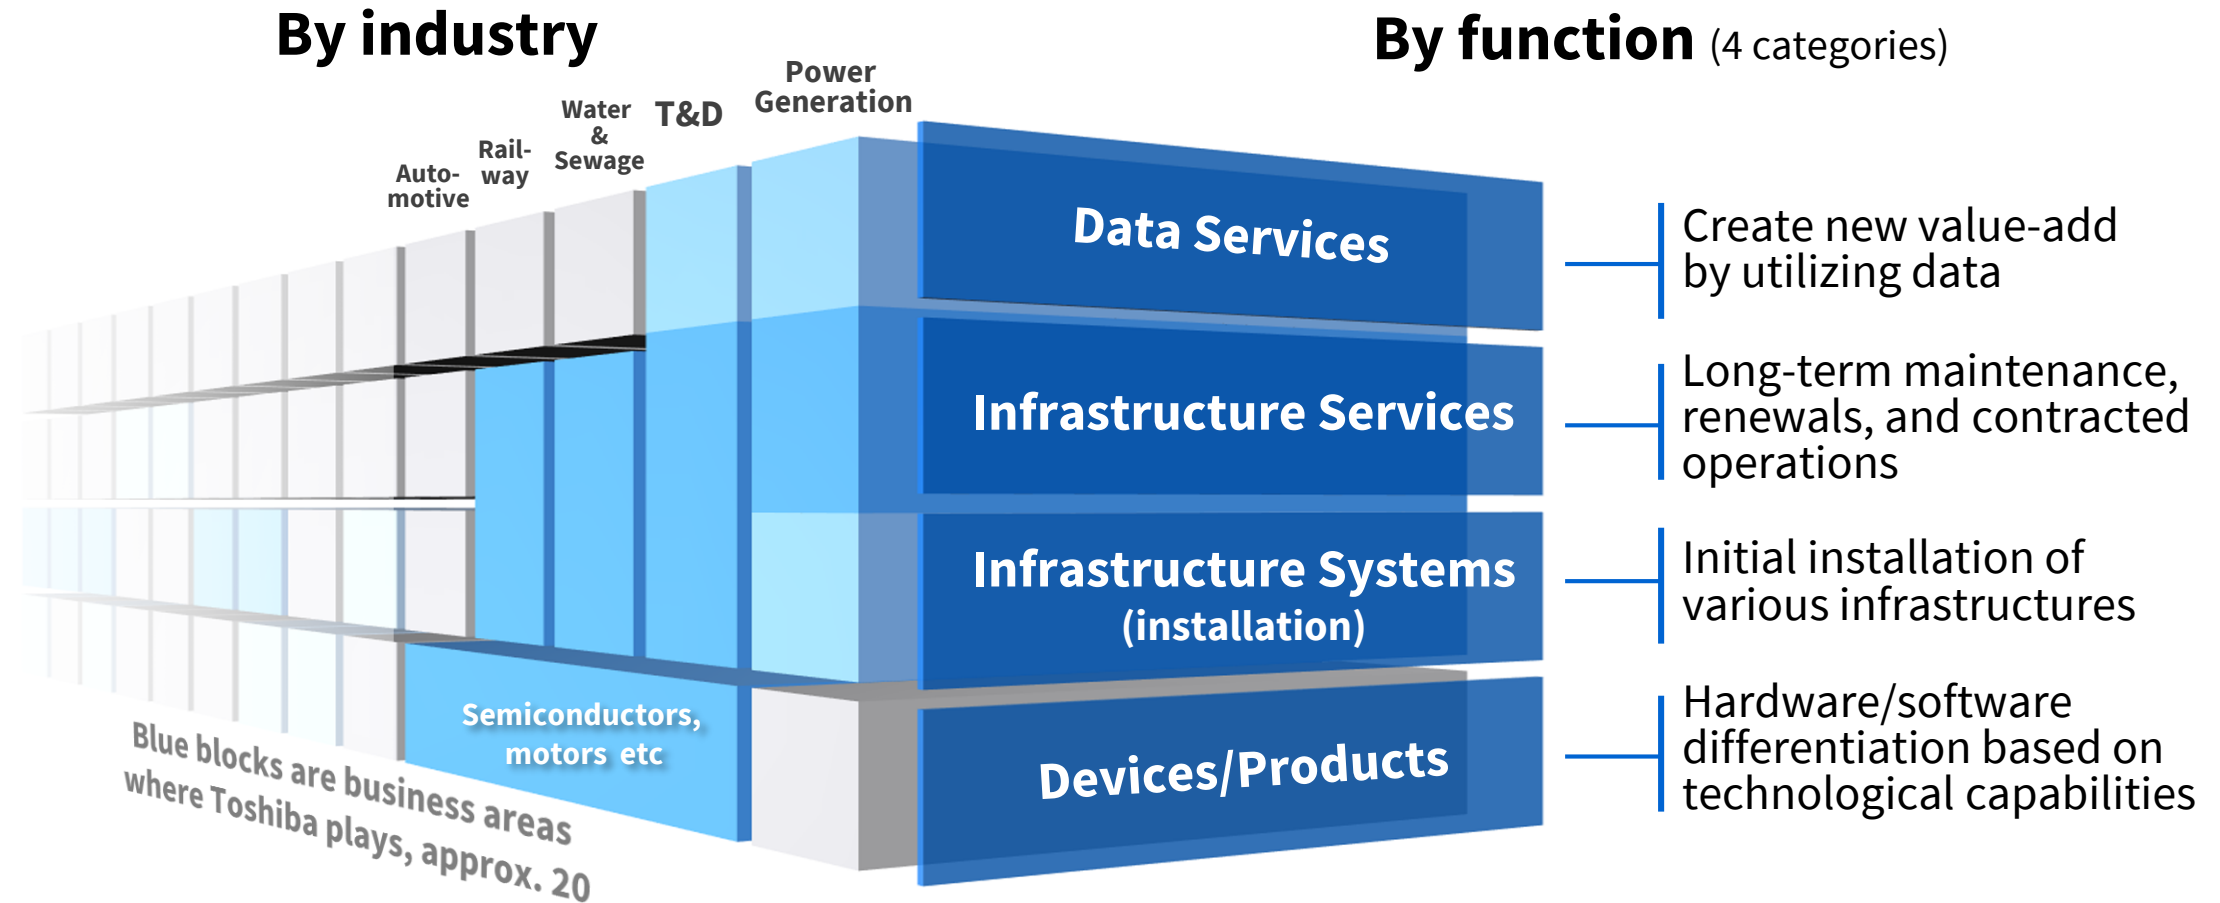 By industry
By function (4 categories)
Power
Generation
T&D
Water
&
Sewage
Rail-
way
Auto-
motive
Data Services
Create new value-add
by utilizing data
Infrastructure Services
Long-term maintenance,
renewals, and contracted
operations
Infrastructure Systems
(installation)
Initial installation of
various infrastructures
Devices/Products
Hardware/software
differentiation based on
technological capabilities
Semiconductors,
motors etc
Blue blocks are business areas
where Toshiba plays, approx. 20